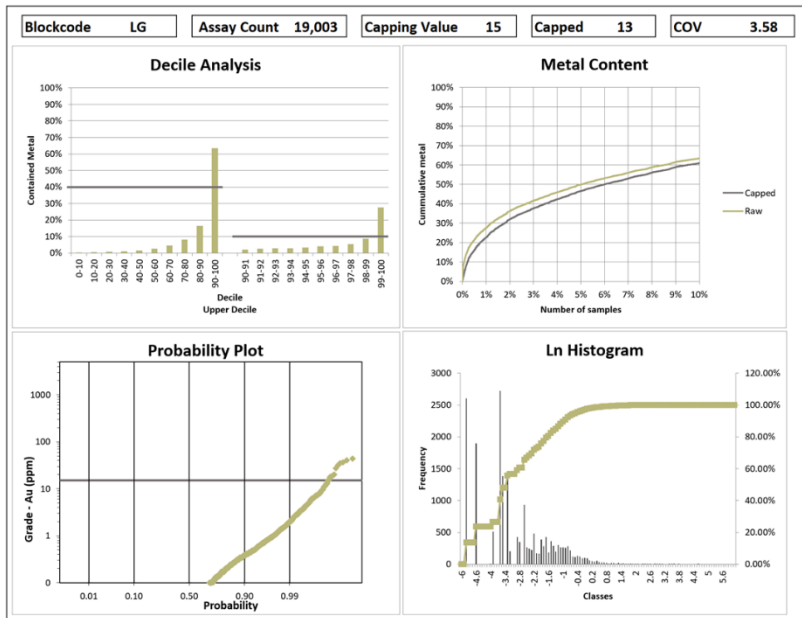 Blockcode LG Assay Count 19,003 Capping Value 15 Capped 13 COV 3.58
Decile Analysis
100%
90%
80%
70%
60%
50%
40%
30%
20%
10%
0%
Contained Metal
0-10 10-20 20-30 30-40 40-50 50-60 60-70 70-80 80-90 90-100 90-91 91-92 92-93 93-94 94-95 95-96 96-97 97-98 98-99 99-100
Decile
Upper Decile
Metal Content
100%
90%
80%
70%
60%
50%
40%
30%
20%
10%
0%
Cummulative metal
0% 1% 2% 3% 4% 5% 6% 7% 8% 9% 10%
Number of samples
Capped
Raw
Probability Plot
1000
100
10
1
0
Grade - Au (ppm)
0.01 0.10 0.50 0.90 0.99
Probability
Ln Histogram
3000
2500
2000
1500
1000
500
0
Frequency
120.00%
100.00%
80.00%
60.00%
40.00%
20.00%
0.00%
-6 -4.6 -4 -3.4 -2.8 -2.2 -1.6 -1 -0.4 0.2 0.8 1.4 2 2.6 3.2 3.8 4.4 5 5.6
Classes